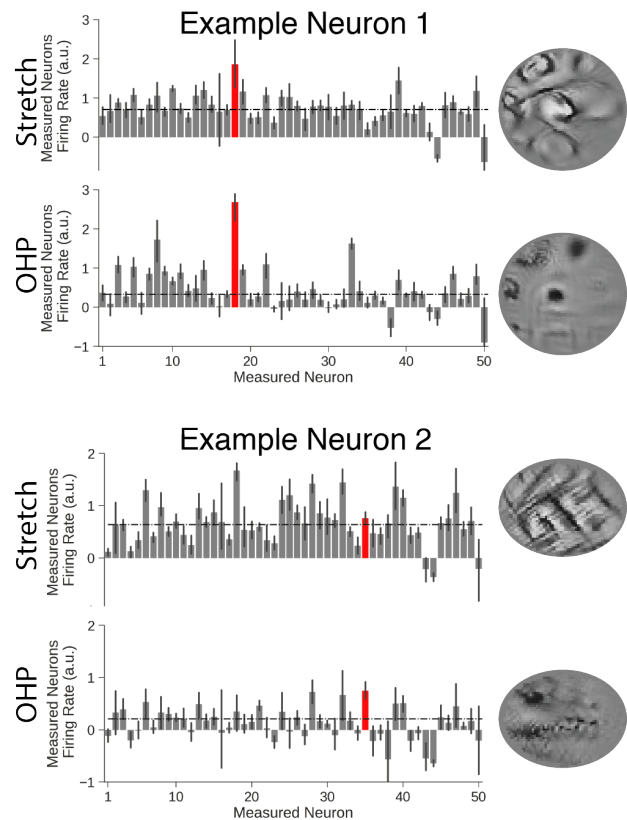 Example Neuron 1
Stretch
Measured Neurons
Firing Rate (a.u.)
3
2
1
0
OHP
Measured Neurons
Firing Rate (a.u.)
3
2
1
0
−1
1 10 20 30 40 50
Measured Neuron
Example Neuron 2
Stretch
Measured Neurons
Firing Rate (a.u.)
2
1
0
OHP
Measured Neurons
Firing Rate (a.u.)
2
1
0
−1
1 10 20 30 40 50
Measured Neuron